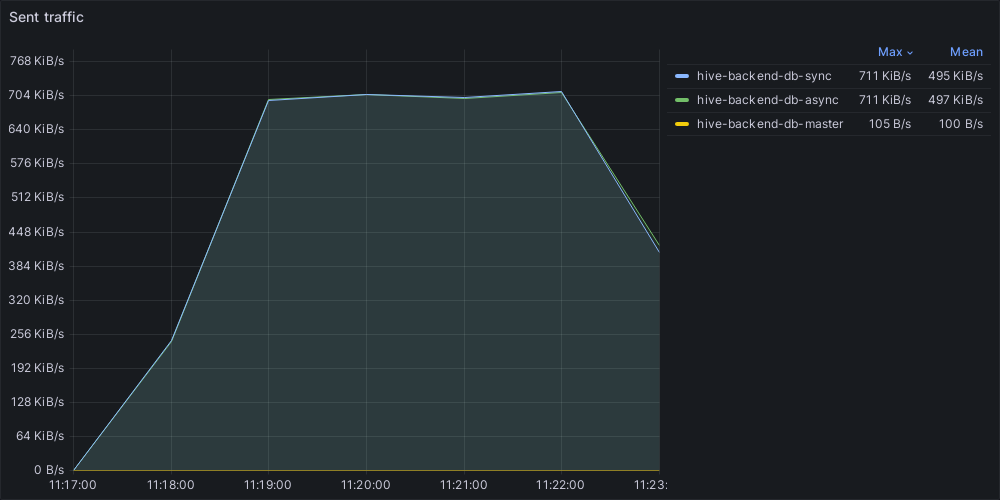 Sent traffic
Max Mean
hive-backend-db-sync 711 KiB/s 495 KiB/s
hive-backend-db-async 711 KiB/s 497 KiB/s
hive-backend-db-master 105 B/s 100 B/s
768 KiB/s
704 KiB/s
640 KiB/s
576 KiB/s
512 KiB/s
448 KiB/s
384 KiB/s
320 KiB/s
256 KiB/s
192 KiB/s
128 KiB/s
64 KiB/s
0 B/s
11:17:00 11:18:00 11:19:00 11:20:00 11:21:00 11:22:00 11:23: